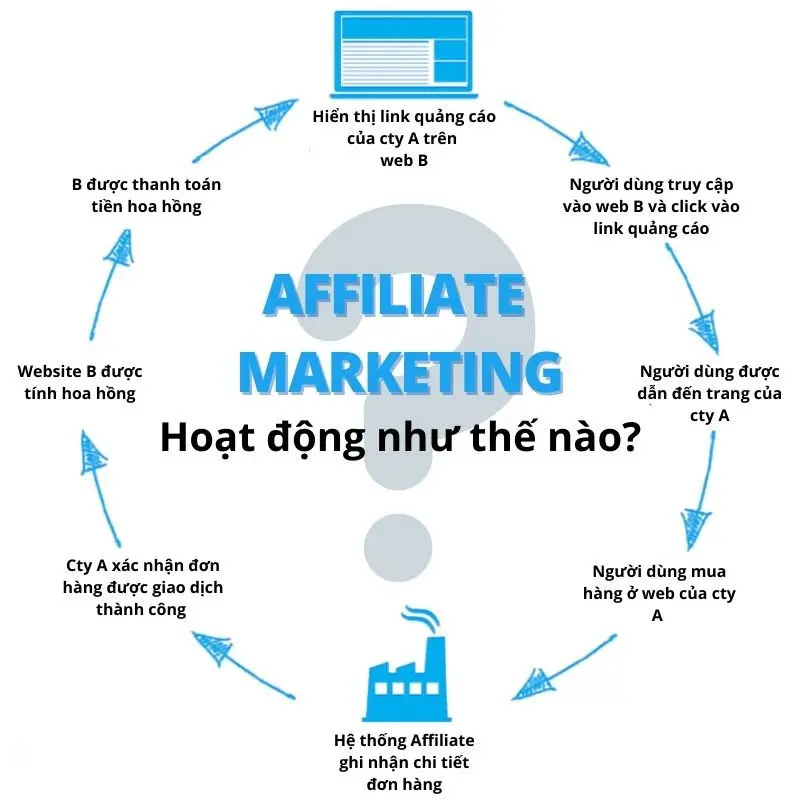 Hiển thị link quảng cáo
của cty A trên
web B
Người dùng truy cập
vào web B và click vào
link quảng cáo
Người dùng được
dẫn đến trang của
cty A
Người dùng mua
hàng ở web của cty
A
Hệ thống Affiliate
ghi nhận chi tiết
đơn hàng
Cty A xác nhận đơn
hàng được giao dịch
thành công
Website B được
tính hoa hồng
B được thanh toán
tiền hoa hồng
AFFILIATE
MARKETING
Hoạt động như thế nào?